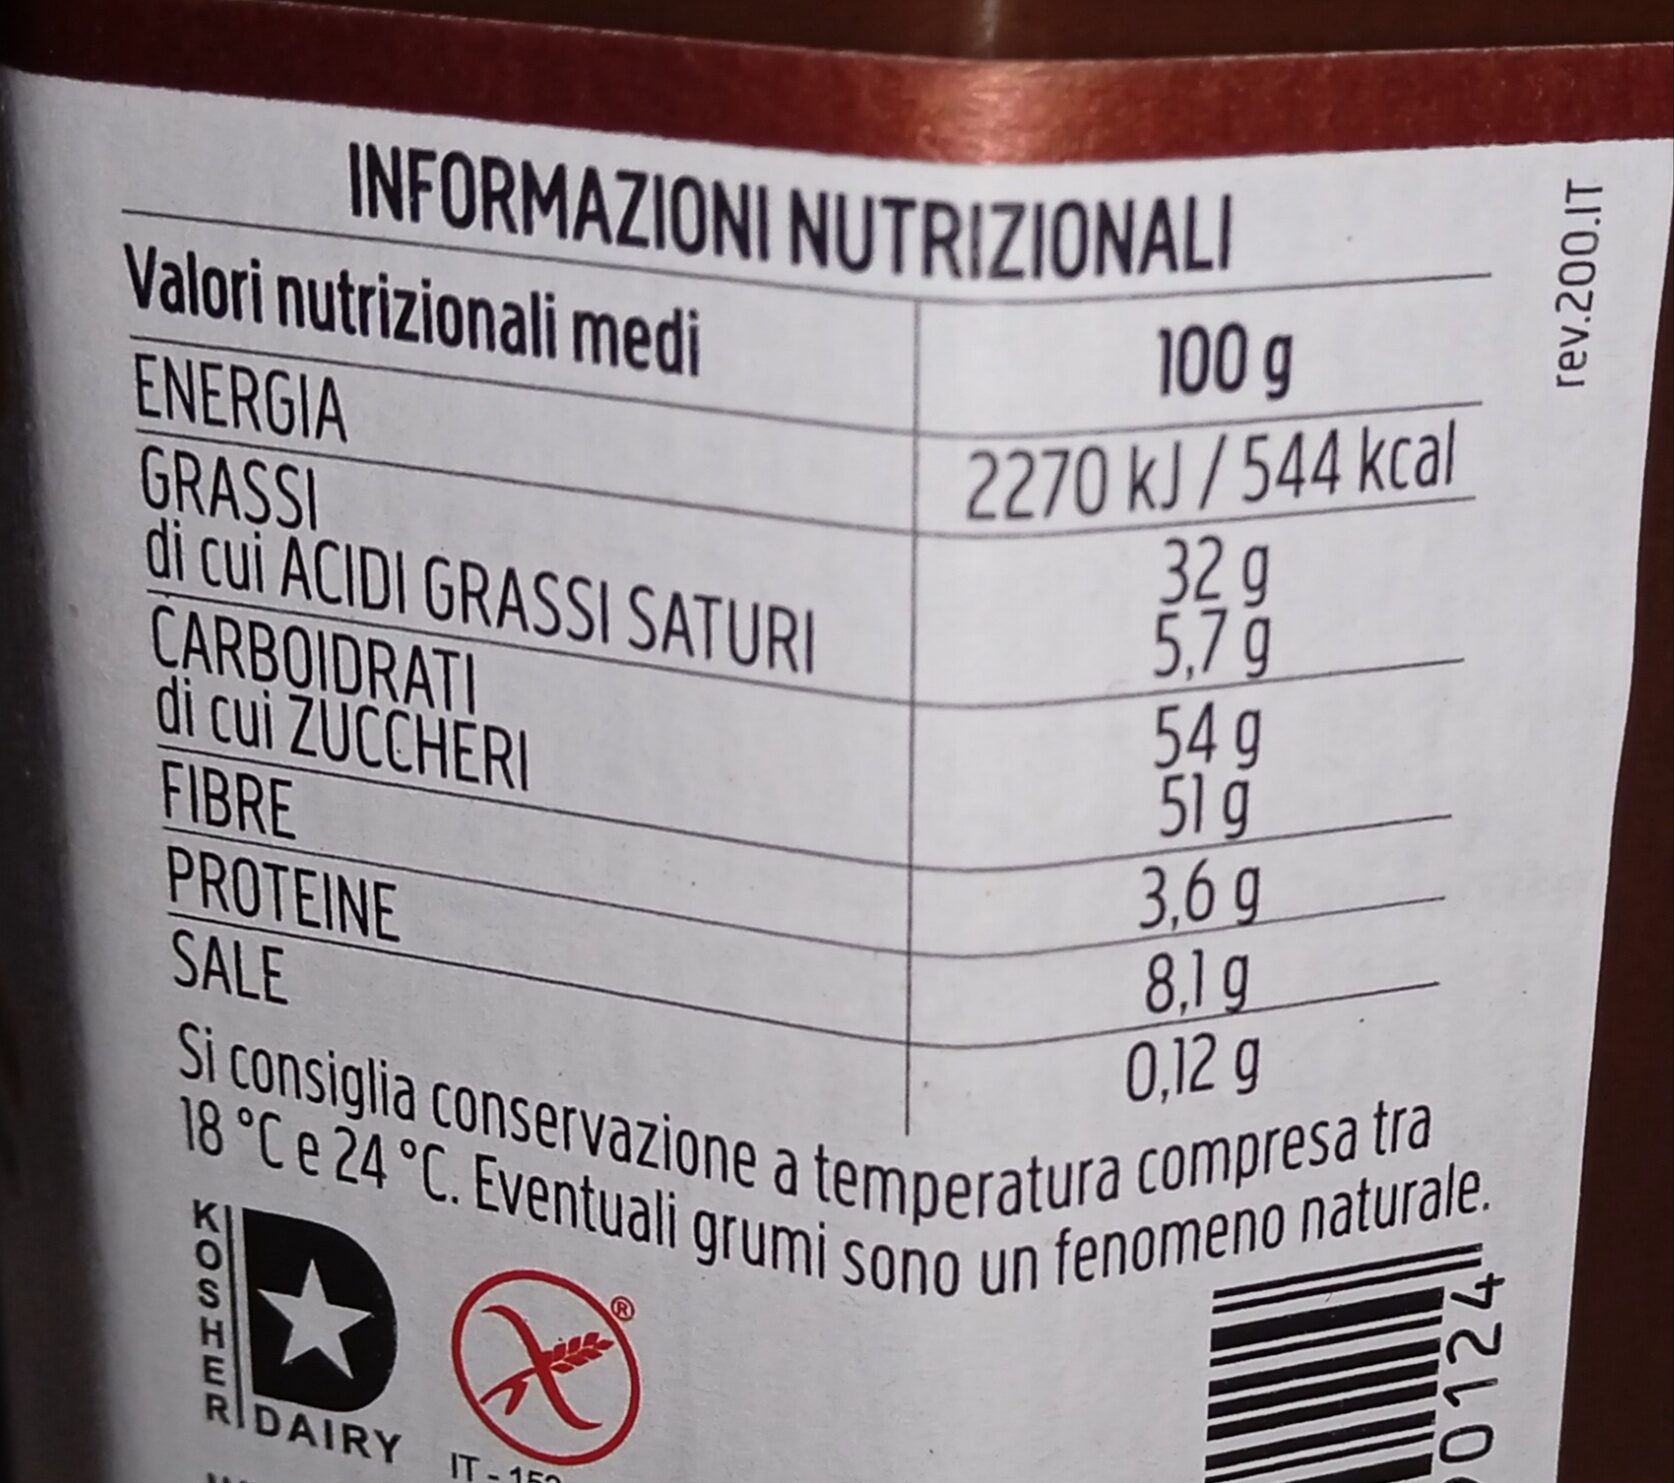 INFORMAZIONI NUTRIZIONALI
Valori nutrizionali medi 100 g
ENERGIA 2270 kJ / 544 kcal
GRASSI 32 g
di cui ACIDI GRASSI SATURI 5,7 g
CARBOIDRATI 54 g
di cui ZUCCHERI 51 g
FIBRE 3,6 g
PROTEINE 8,1 g
SALE 0,12 g
Si consiglia conservazione a temperatura compresa tra
18 °C e 24 °C. Eventuali grumi sono un fenomeno naturale.
rev.200.IT
KOSHER
D
DAIRY
®
IT -
0124